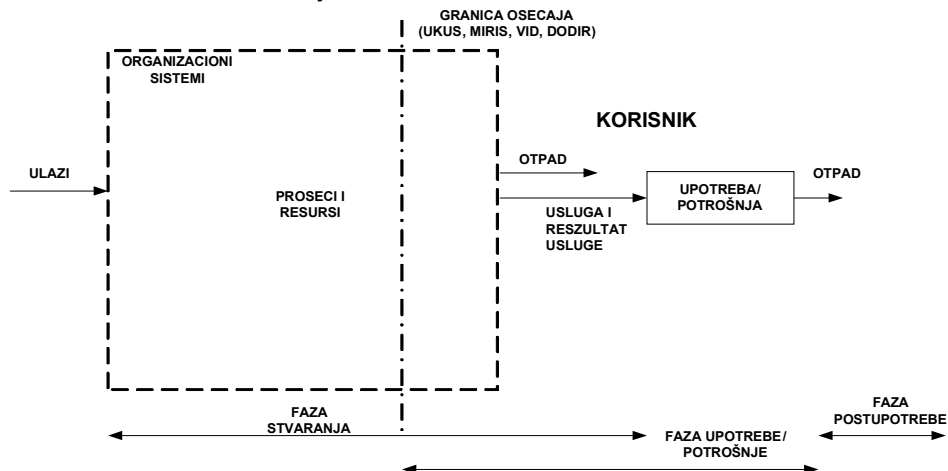 GRANICA OSECAJA
(UKUS, MIRIS, VID, DODIR)
ORGANIZACIONI
SISTEMI
KORISNIK
ULAZI
PROSECI I
RESURSI
OTPAD
USLUGA I
RESZULTAT
USLUGE
UPOTREBA/
POTROŠNJA
OTPAD
FAZA
STVARANJA
FAZA UPOTREBE/
POTROŠNJE
FAZA
POSTUPOTREBE